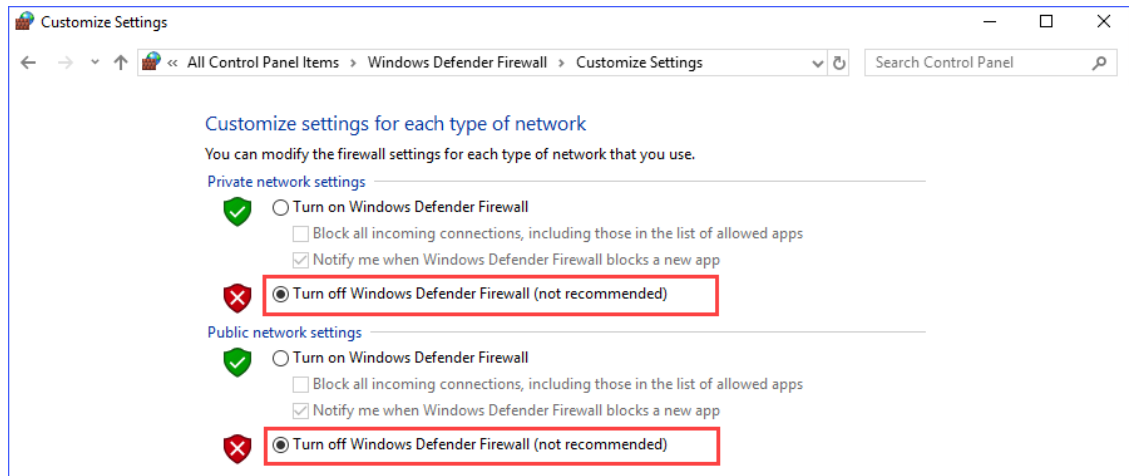 Customize Settings
« All Control Panel Items > Windows Defender Firewall > Customize Settings Search Control Panel
Customize settings for each type of network
You can modify the firewall settings for each type of network that you use.
Private network settings
Turn on Windows Defender Firewall
Block all incoming connections, including those in the list of allowed apps
Notify me when Windows Defender Firewall blocks a new app
Turn off Windows Defender Firewall (not recommended)
Public network settings
Turn on Windows Defender Firewall
Block all incoming connections, including those in the list of allowed apps
Notify me when Windows Defender Firewall blocks a new app
Turn off Windows Defender Firewall (not recommended)